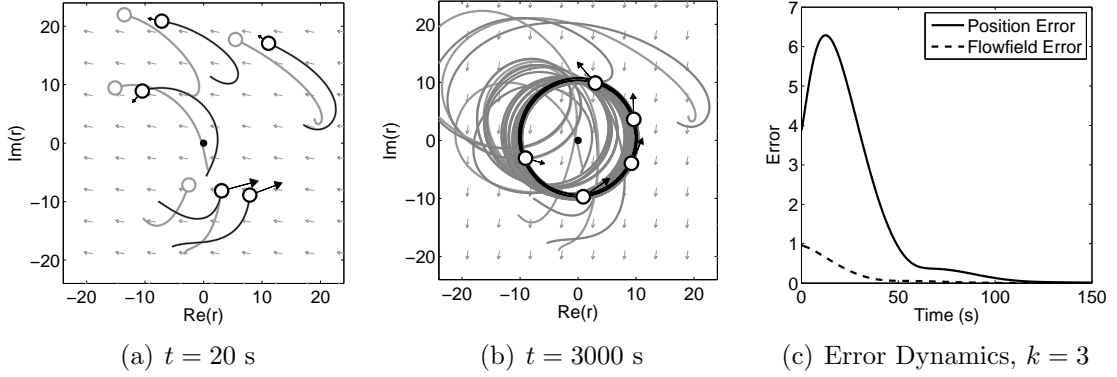 20
10
0
−10
−20
Im(r)
−20 −10 0 10 20
Re(r)
(a) t = 20 s
20
10
0
−10
−20
Im(r)
−20 −10 0 10 20
Re(r)
(b) t = 3000 s
7
6
5
4
3
2
1
0
Error
Position Error
Flowfield Error
0 50 100 150
Time (s)
(c) Error Dynamics, k = 3